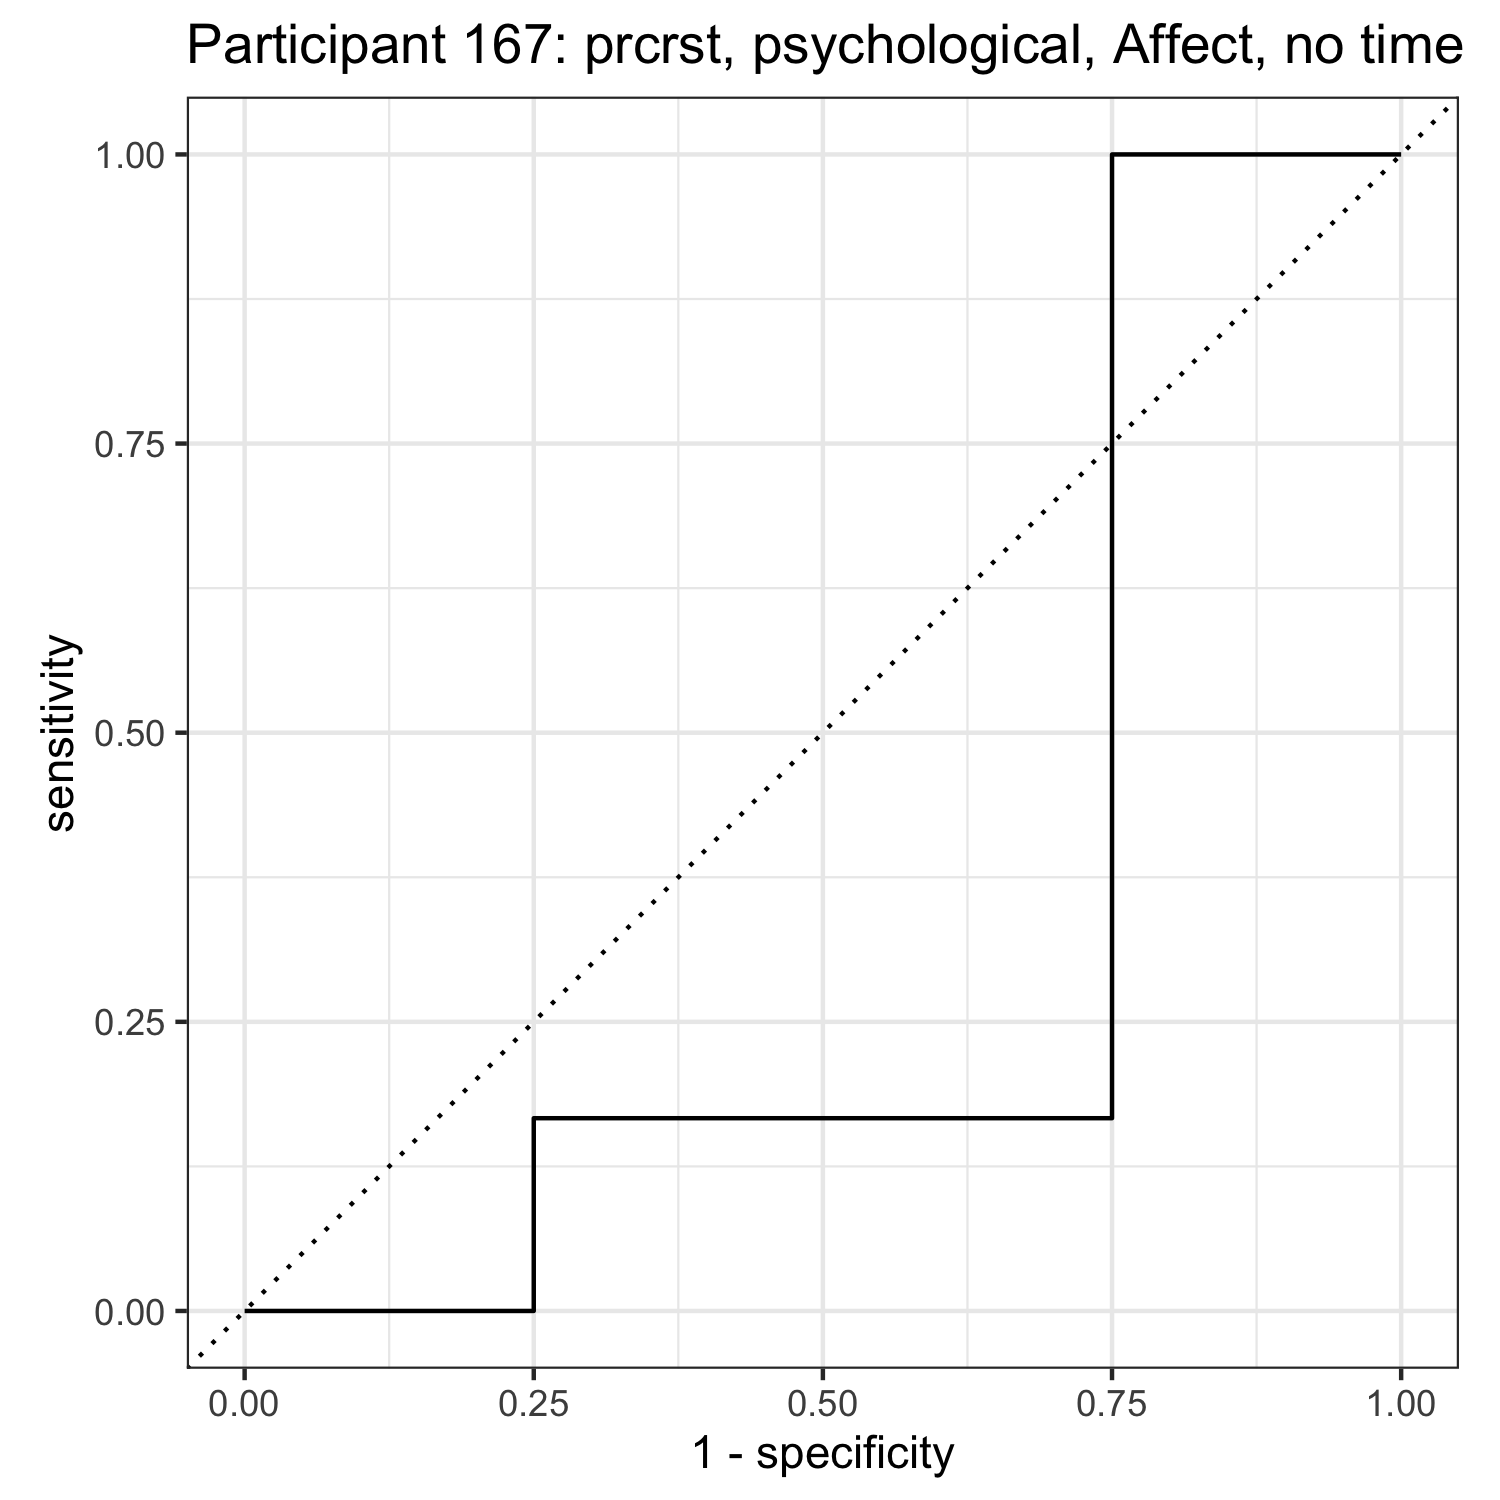 Participant 167: prcrst, psychological, Affect, no time
1.00
0.75
0.50
0.25
0.00
sensitivity
0.00 0.25 0.50 0.75 1.00
1 - specificity